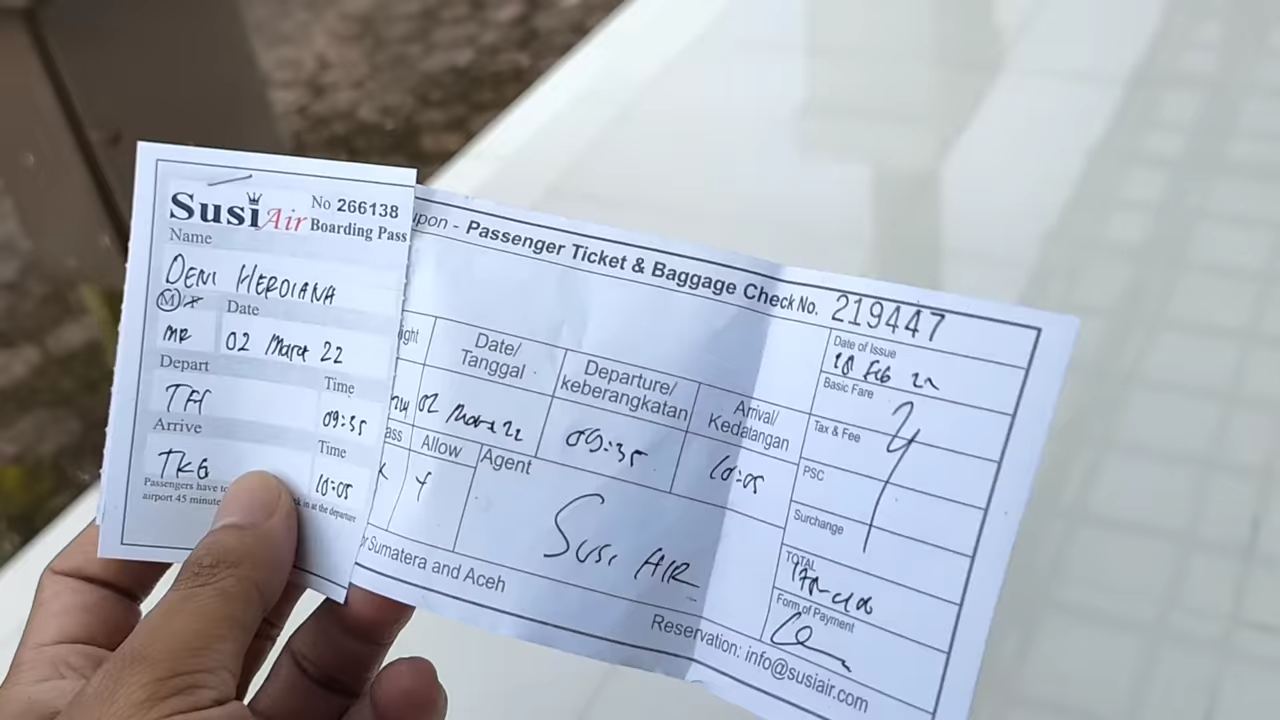 Susi Air No 266138
Boarding Pass
Name
DENI HERDIANA
M/F Date
MR 02 Maret 22
Depart Time
09:35
Arrive Time
TKG 10:05
Passengers have to
airport 45 minute
in at the departure
upon - Passenger Ticket & Baggage Check No. 219447
ight Date/ Tanggal Departure/ keberangkatan Arrival/ Kedatangan
02 Maret 22 09:35 10:05
ass Allow Agent
Y
Susi AIR
Date of Issue
Feb 22
Basic Fare
Tax & Fee
PSC
Surchange
TOTAL
Form of Payment
Sumatera and Aceh
Reservation: info@susiair.com